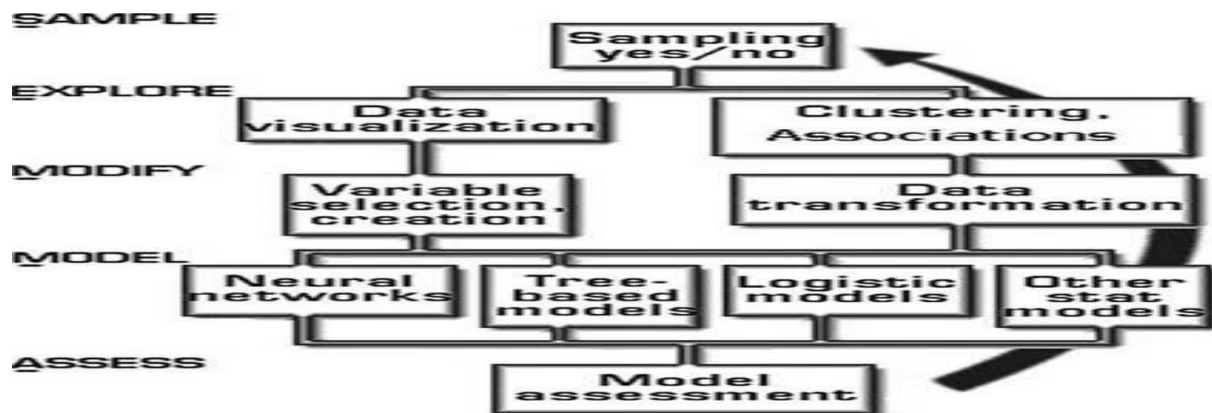 SAMPLE
Sampling
yes/no
EXPLORE
Data
visualization
Clustering.
Associations
MODIFY
Variable
selection.
creation
Data
transformation
MODEL
Neural
networks
Tree-
based
models
Logistic
models
Other
stat
models
ASSESS
Model
assessment